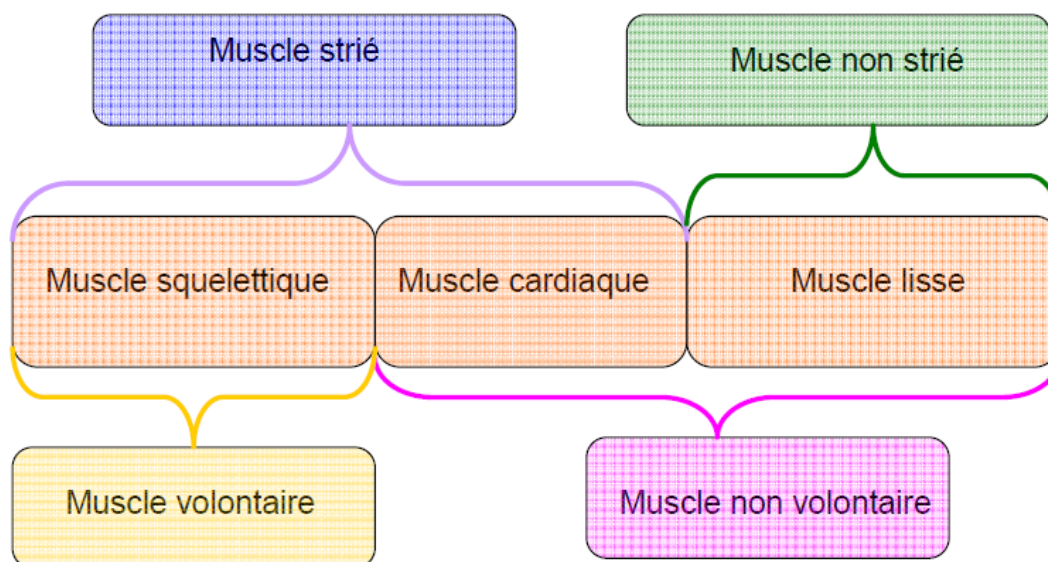 Muscle strié
Muscle non strié
Muscle squelettique
Muscle cardiaque
Muscle lisse
Muscle volontaire
Muscle non volontaire